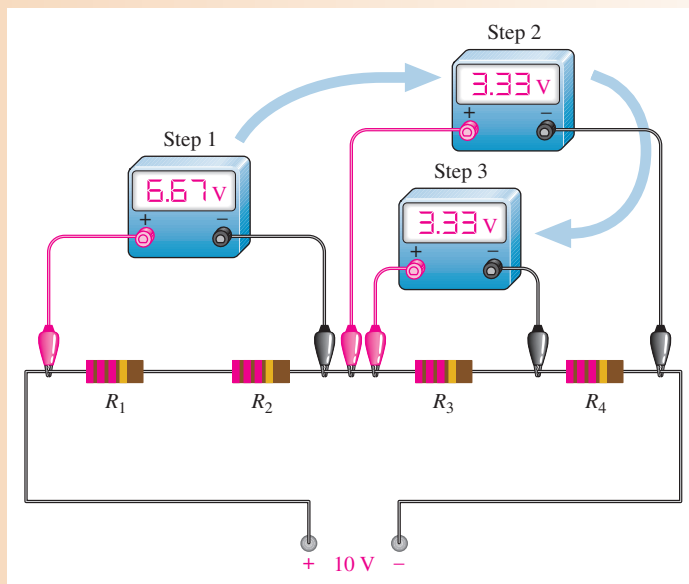 Step 1
6.67 V
+ −
Step 2
3.33 V
+ −
Step 3
3.33 V
+ −
R1 R2 R3 R4
+ 10 V −